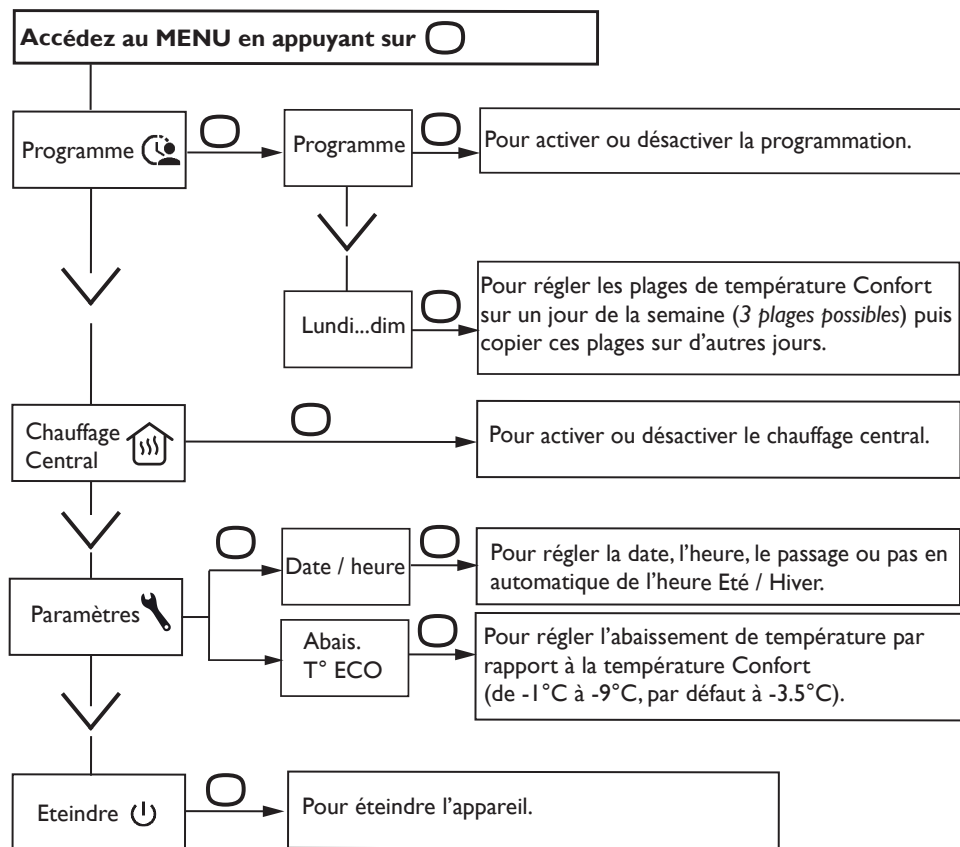 Accédez au MENU en appuyant sur
Programme
Programme
Pour activer ou désactiver la programmation.
Lundi...dim
Pour régler les plages de température Confort
sur un jour de la semaine (3 plages possibles) puis
copier ces plages sur d'autres jours.
Chauffage
Central
Pour activer ou désactiver le chauffage central.
Paramètres
Date / heure
Pour régler la date, l'heure, le passage ou pas en
automatique de l'heure Eté / Hiver.
Abais.
T° ECO
Pour régler l'abaissement de température par
rapport à la température Confort
(de -1°C à -9°C, par défaut à -3.5°C).
Eteindre
Pour éteindre l'appareil.